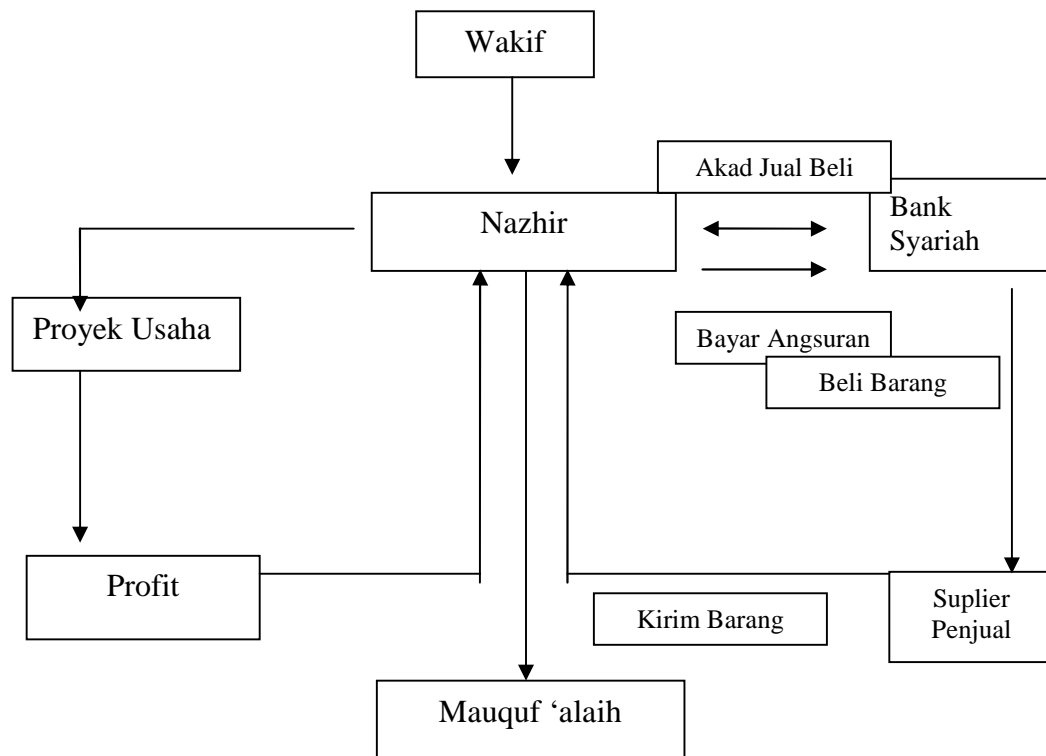 Wakif
Akad Jual Beli
Nazhir
Bank
Syariah
Proyek Usaha
Bayar Angsuran
Beli Barang
Profit
Kirim Barang
Suplier
Penjual
Mauquf ‘alaih